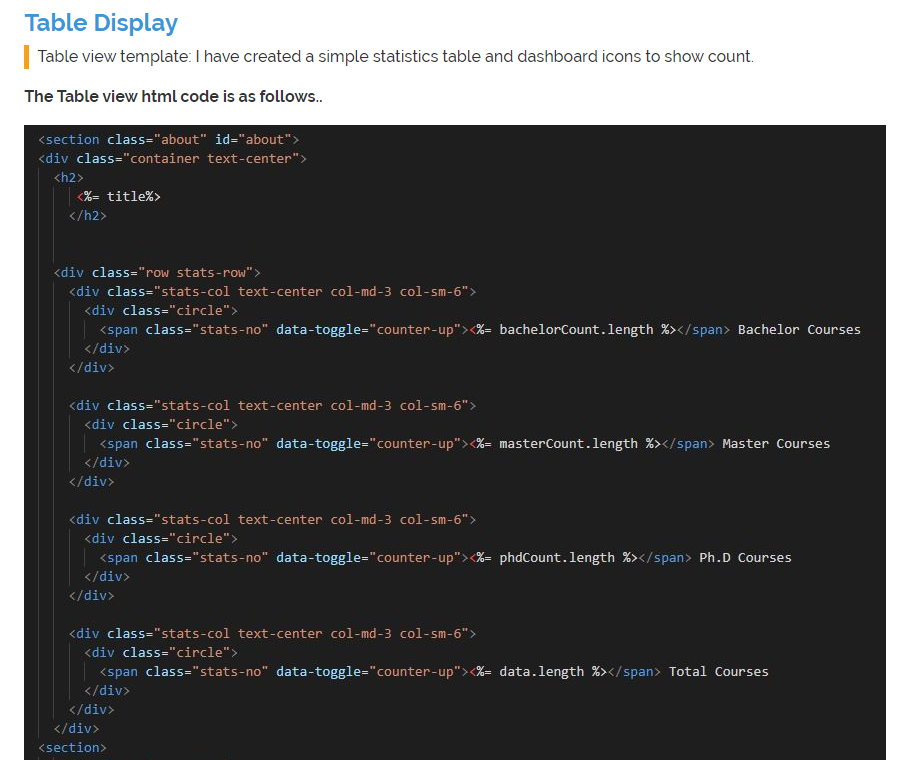 Table Display
Table view template: I have created a simple statistics table and dashboard icons to show count.
The Table view html code is as follows..
<section class="about" id="about">
<div class="container text-center">
<h2>
<%= title%>
</h2>
<div class="row stats-row">
<div class="stats-col text-center col-md-3 col-sm-6">
<div class="circle">
<span class="stats-no" data-toggle="counter-up"><%= bachelorCount.length %></span> Bachelor Courses
</div>
</div>
<div class="stats-col text-center col-md-3 col-sm-6">
<div class="circle">
<span class="stats-no" data-toggle="counter-up"><%= masterCount.length %></span> Master Courses
</div>
</div>
<div class="stats-col text-center col-md-3 col-sm-6">
<div class="circle">
<span class="stats-no" data-toggle="counter-up"><%= phdCount.length %></span> Ph.D Courses
</div>
</div>
<div class="stats-col text-center col-md-3 col-sm-6">
<div class="circle">
<span class="stats-no" data-toggle="counter-up"><%= data.length %></span> Total Courses
</div>
</div>
</div>
<section>